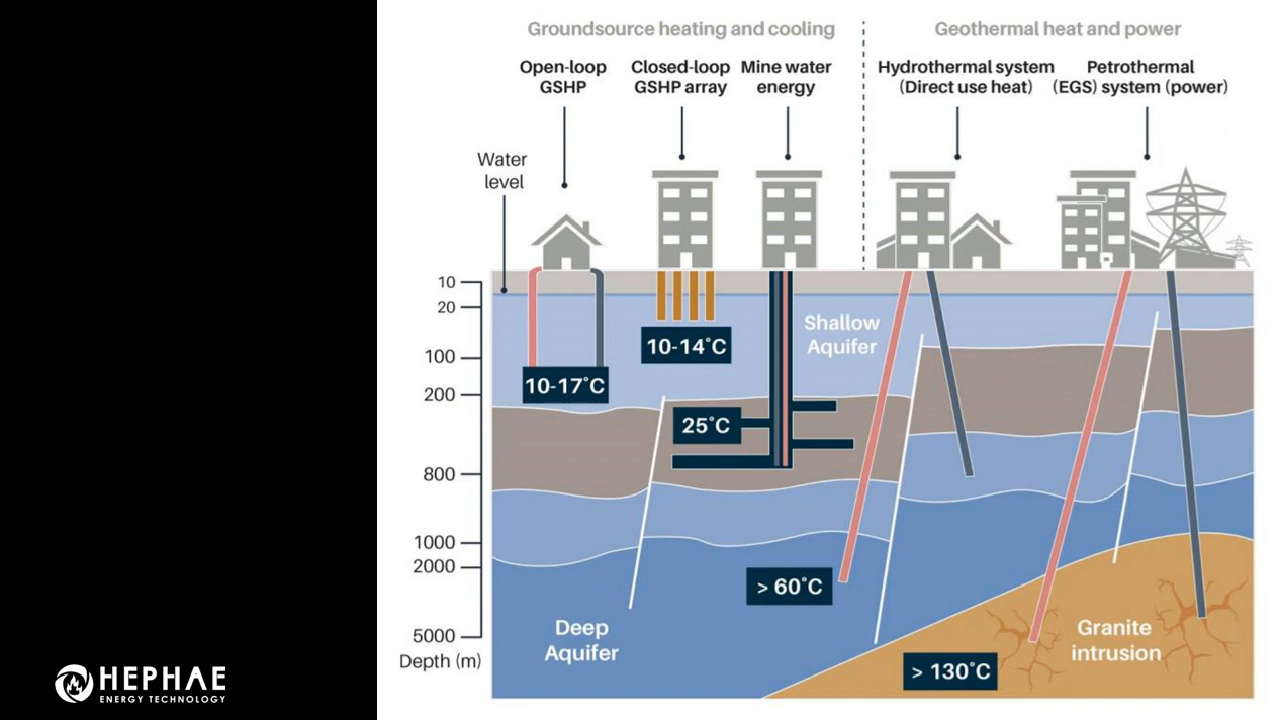 Groundsource heating and cooling
Geothermal heat and power
Open-loop
GSHP
Closed-loop
GSHP array
Mine water
energy
Hydrothermal system
(Direct use heat)
Petrothermal
(EGS) system (power)
Water
level
10
20
100
200
800
1000
2000
5000
Depth (m)
10-17°C
10-14°C
25°C
Shallow
Aquifer
> 60°C
Deep
Aquifer
> 130°C
Granite
intrusion
HEPHAE
ENERGY TECHNOLOGY